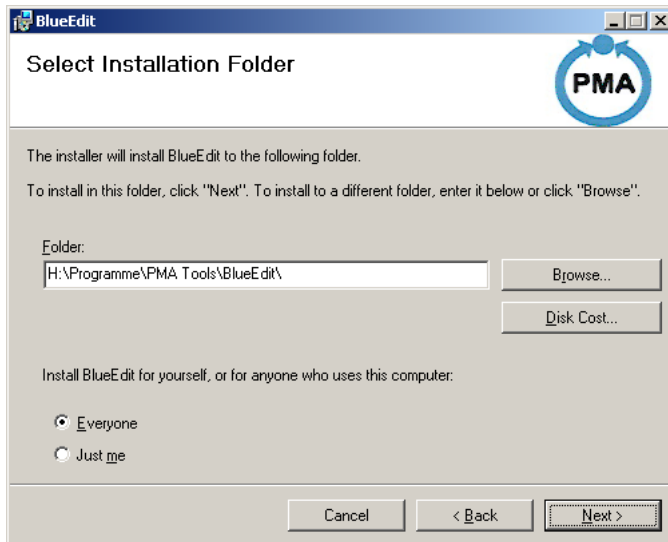 BlueEdit
Select Installation Folder
PMA
The installer will install BlueEdit to the following folder.
To install in this folder, click "Next". To install to a different folder, enter it below or click "Browse".
Folder:
H:\Programme\PMA Tools\BlueEdit\
Browse...
Disk Cost...
Install BlueEdit for yourself, or for anyone who uses this computer:
Everyone
Just me
Cancel
< Back
Next >